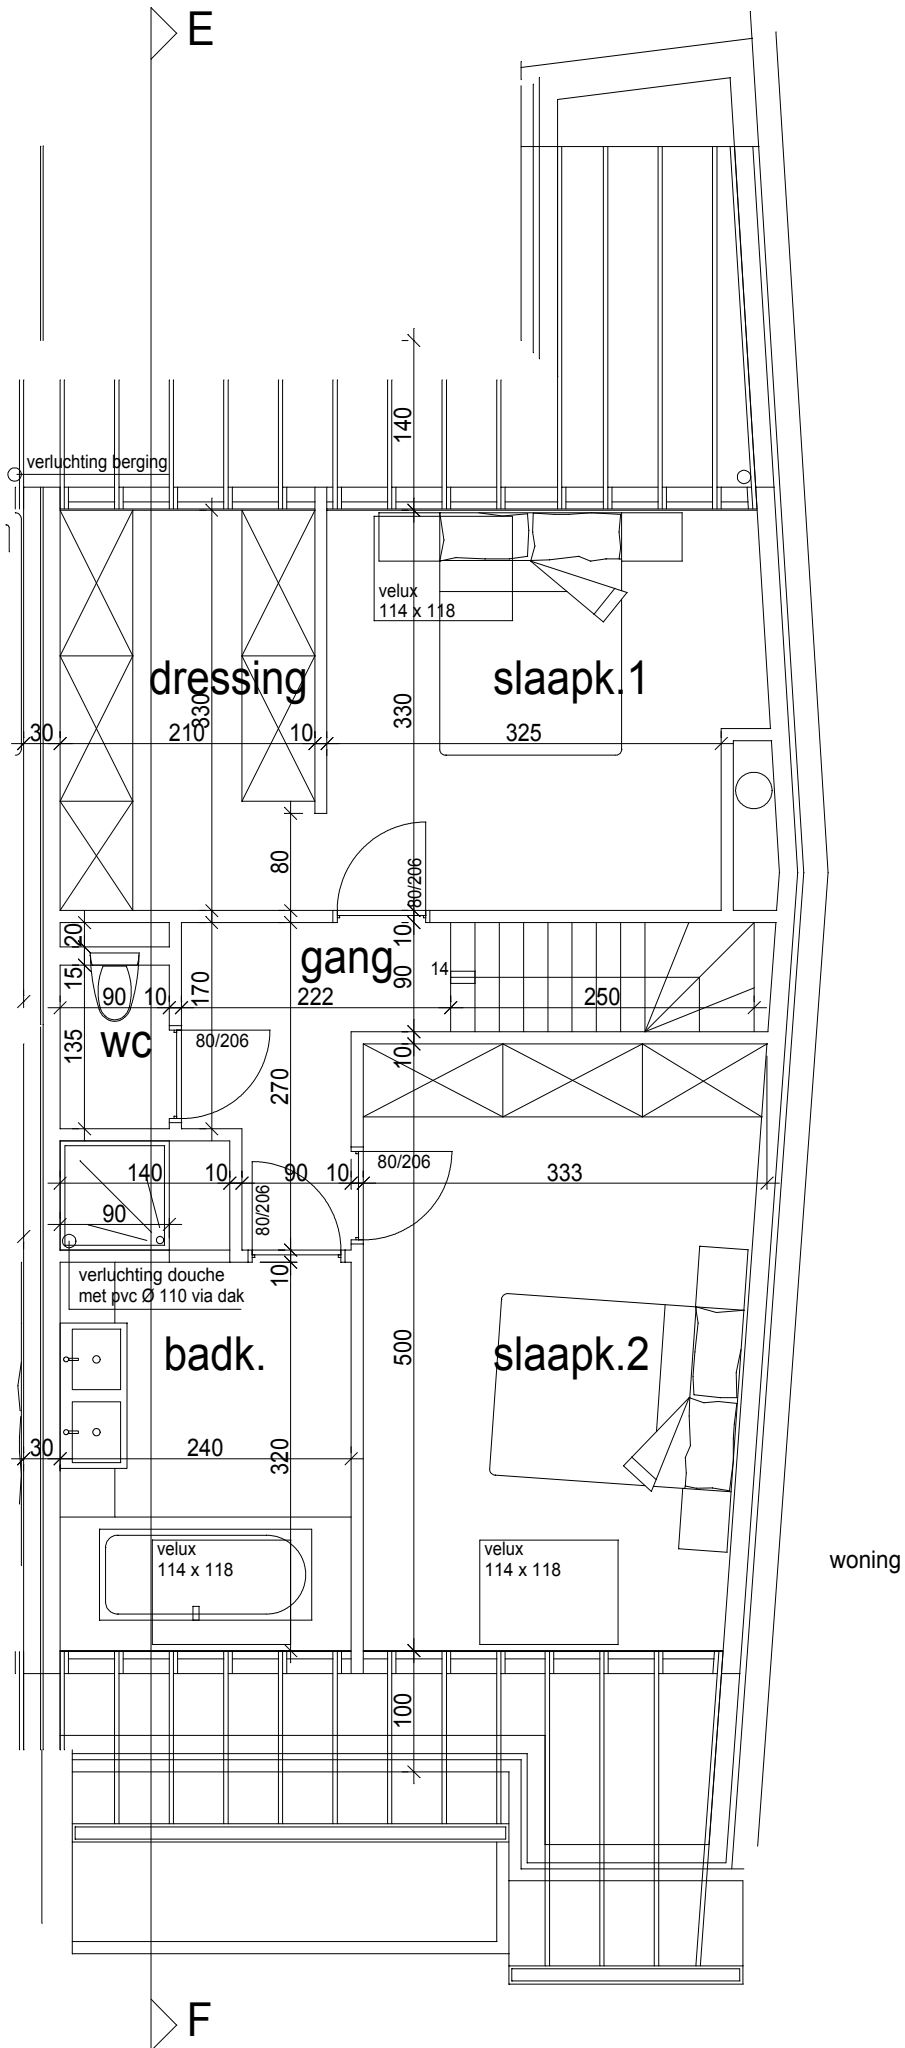 E
140
verluchting berging
velux
114 x 118
dressing
slaapk.1
330
330
30
210
10
325
80
80/206
20
10
gang
15
170
90
14
90
10
222
250
wc
135
80/206
270
10
140
10
90
10
80/206
333
90
80/206
10
verluchting douche
met pvc Ø 110 via dak
badk.
500
slaapk.2
30
240
320
velux
114 x 118
velux
114 x 118
woning
100
F